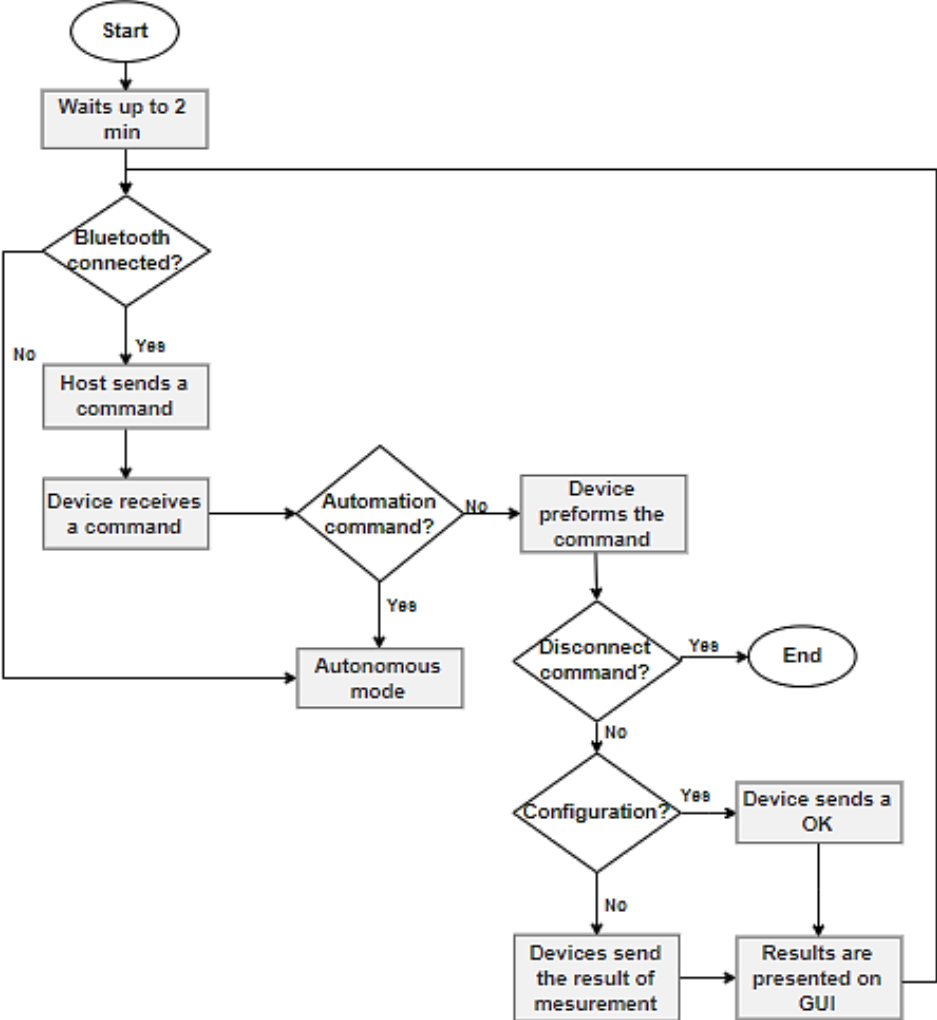 Start
Waits up to 2
min
Bluetooth
connected?
No
Yes
Host sends a
command
Device receives
a command
Automation
command?
No
Device
preforms the
command
Yes
Autonomous
mode
Disconnect
command?
Yes
End
No
Configuration?
Yes
Device sends a
OK
No
Devices send
the result of
mesurement
Results are
presented on
GUI